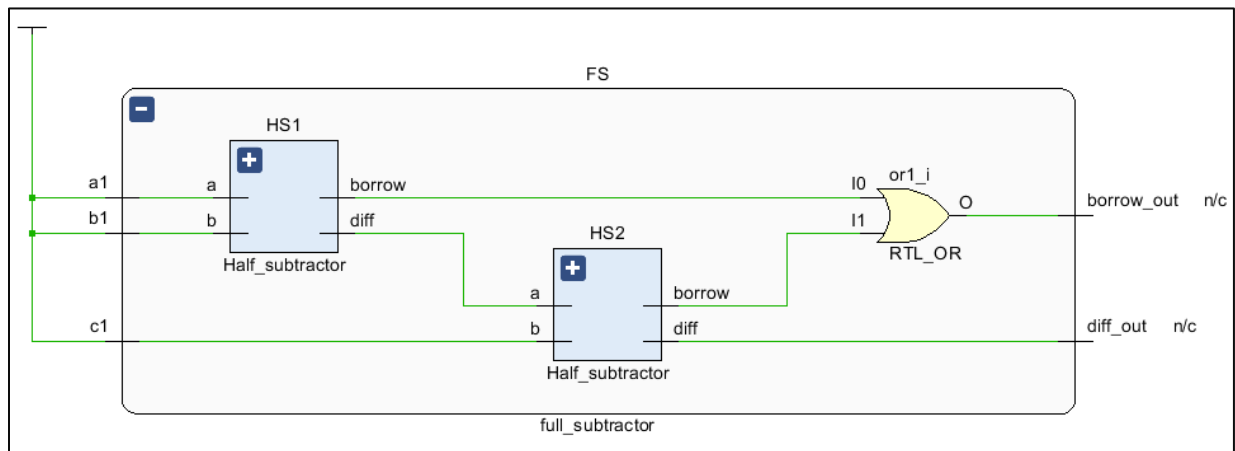 FS
HS1
a1 a borrow
b1 b diff
Half_subtractor
I0 or1_i O
I1
RTL_OR
borrow_out n/c
HS2
a borrow
c1 b diff
Half_subtractor
diff_out n/c
full_subtractor